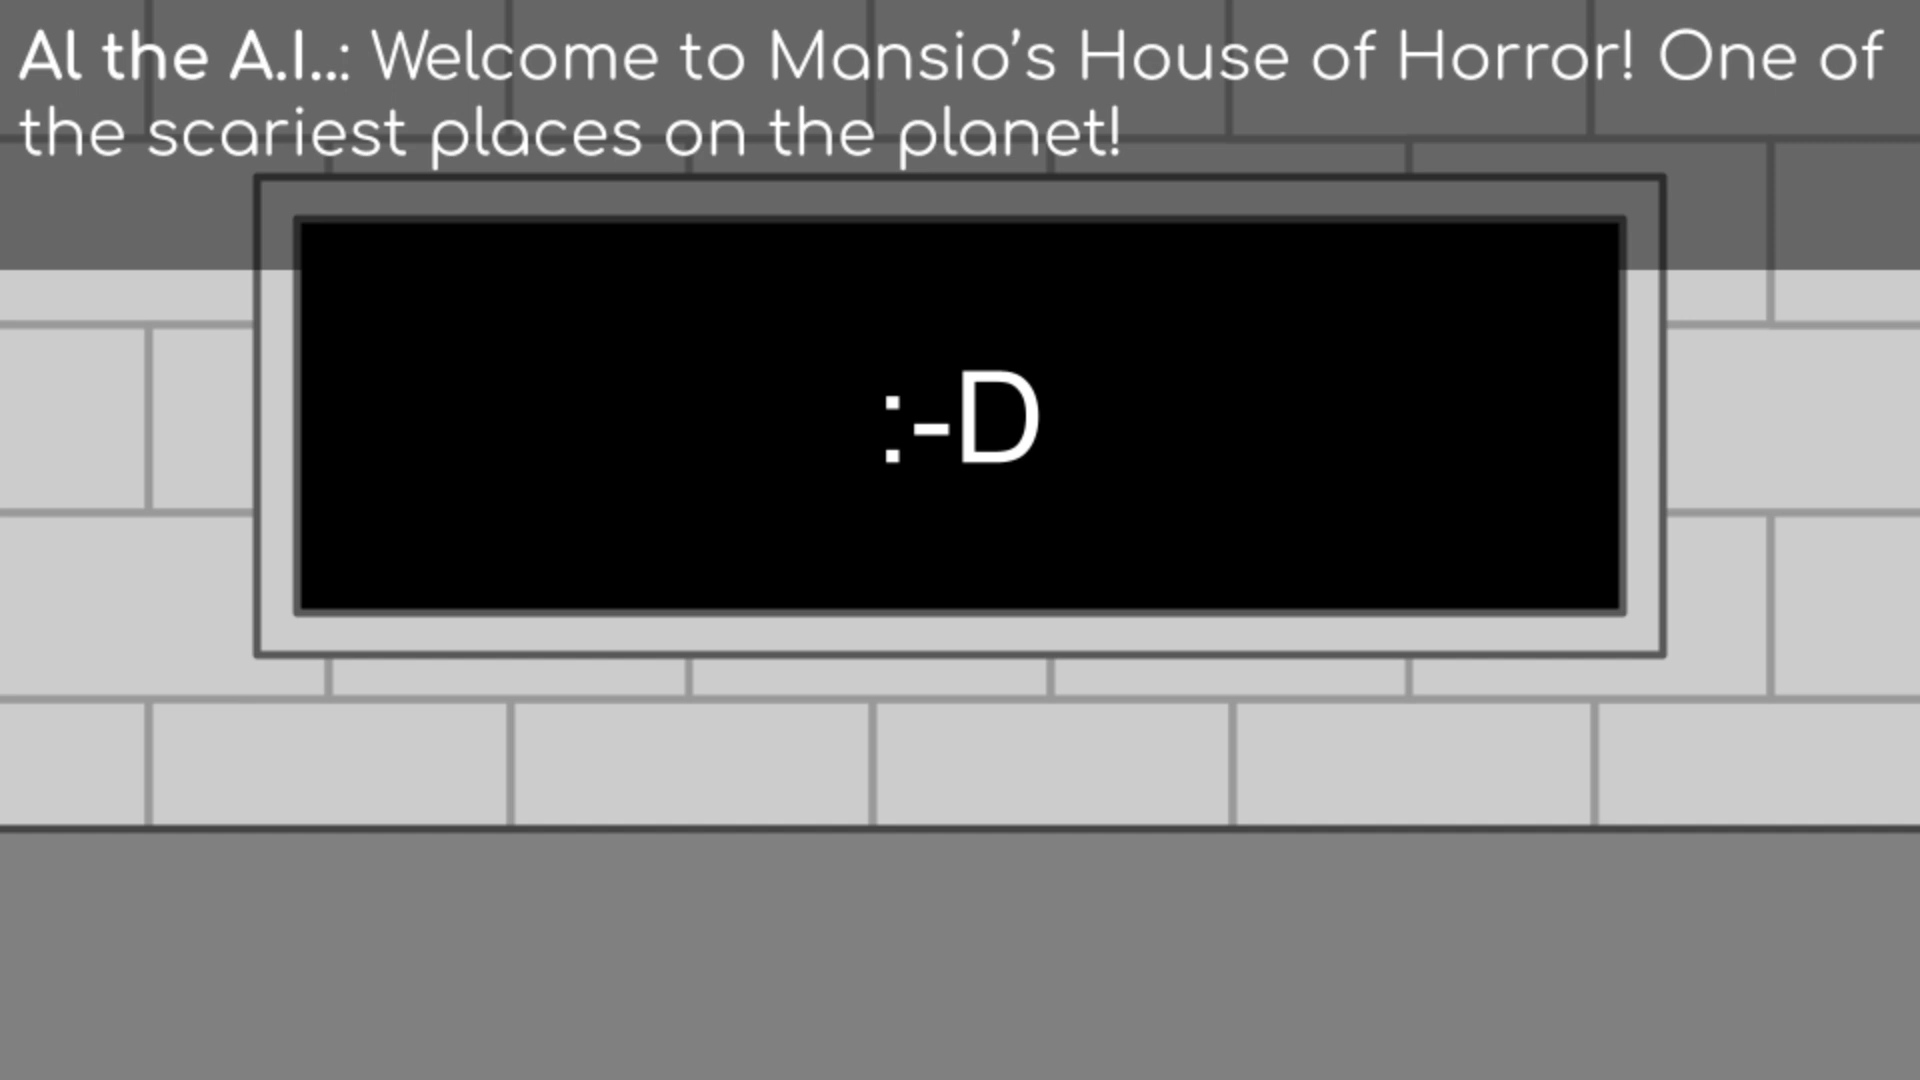 Al the A.I..: Welcome to Mansio’s House of Horror! One of
the scariest places on the planet!
:-D